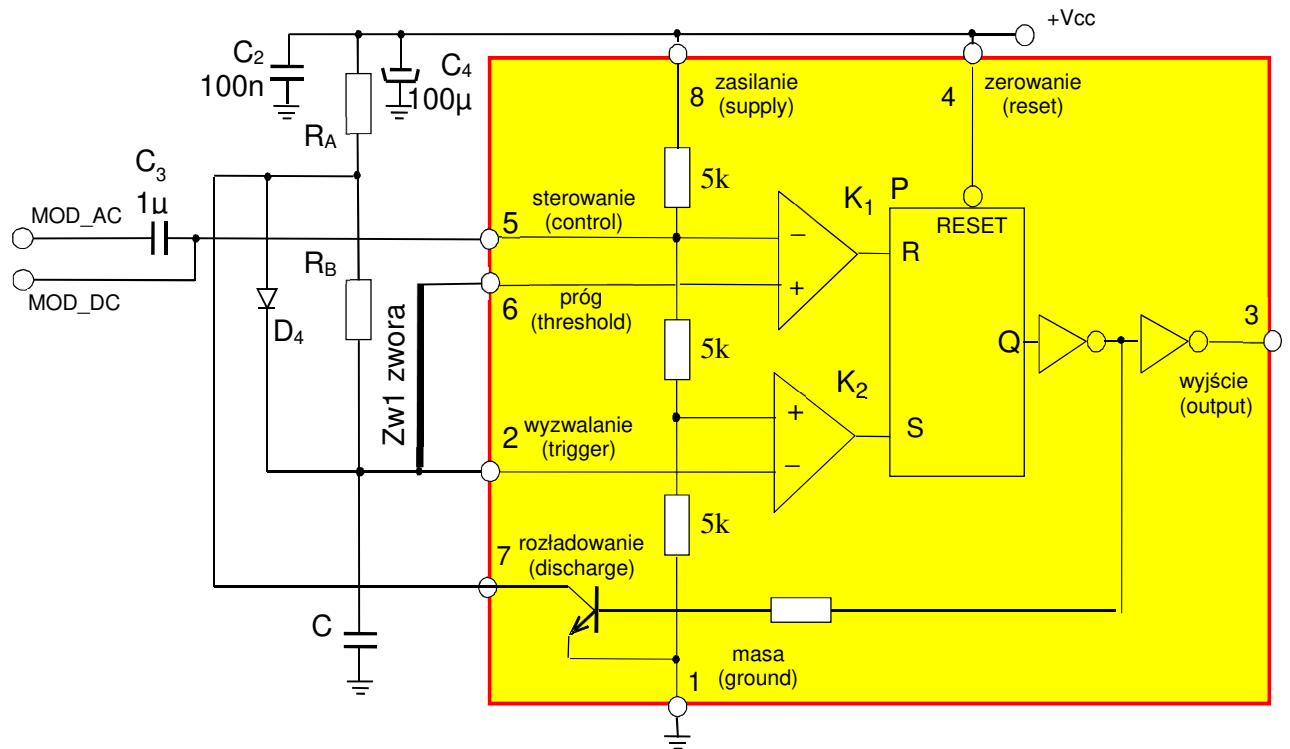 +Vcc
C2
100n
C4
100µ
RA
8
zasilanie
(supply)
4
zerowanie
(reset)
C3
1µ
MOD_AC
MOD_DC
5k
5
sterowanie
(control)
K1
P
RESET
R
RB
6
próg
(threshold)
D4
Zw1 zwora
5k
Q
3
wyjście
(output)
K2
S
2
wyzwalanie
(trigger)
5k
7
rozładowanie
(discharge)
C
masa
(ground)
1
−
+
+
−